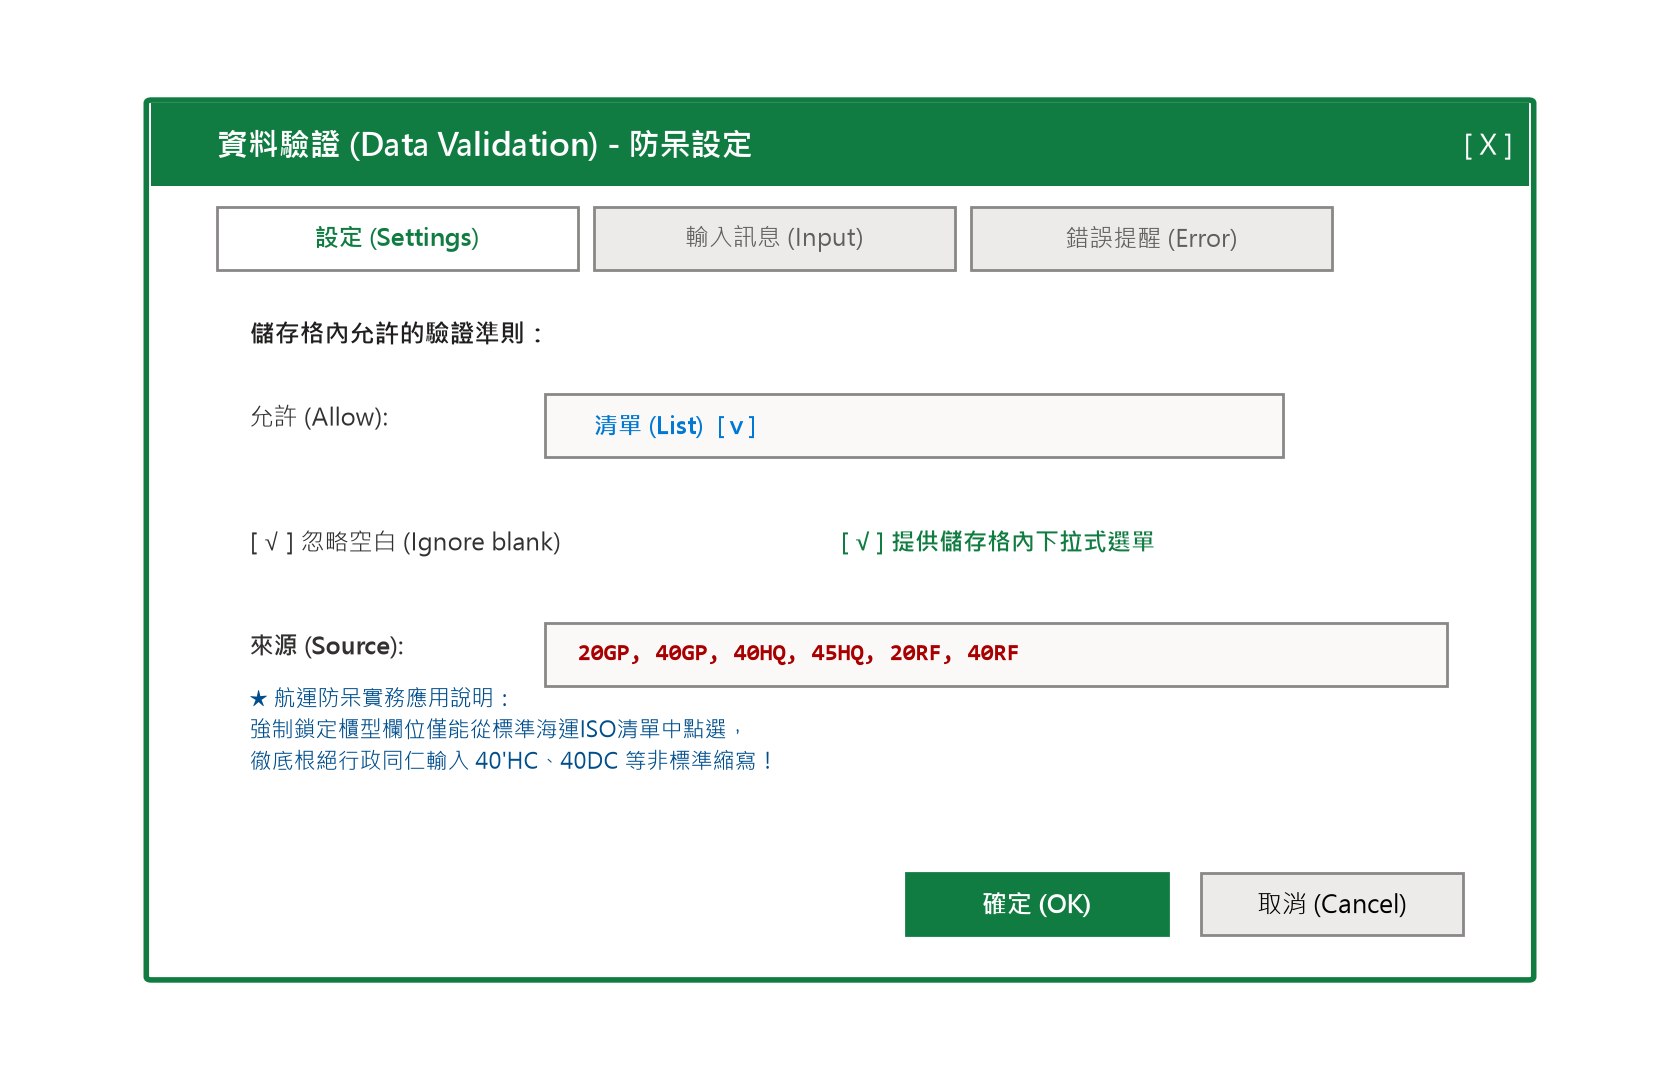 資料驗證 (Data Validation) - 防呆設定
[ X ]
設定 (Settings)
輸入訊息 (Input)
錯誤提醒 (Error)
儲存格內允許的驗證準則：
允許 (Allow):
清單 (List) [ v ]
[ √ ] 忽略空白 (Ignore blank)
[ √ ] 提供儲存格內下拉式選單
來源 (Source):
20GP, 40GP, 40HQ, 45HQ, 20RF, 40RF
★ 航運防呆實務應用說明：
強制鎖定櫃型欄位僅能從標準海運ISO清單中點選，
徹底根絕行政同仁輸入 40'HC、40DC 等非標準縮寫！
確定 (OK)
取消 (Cancel)